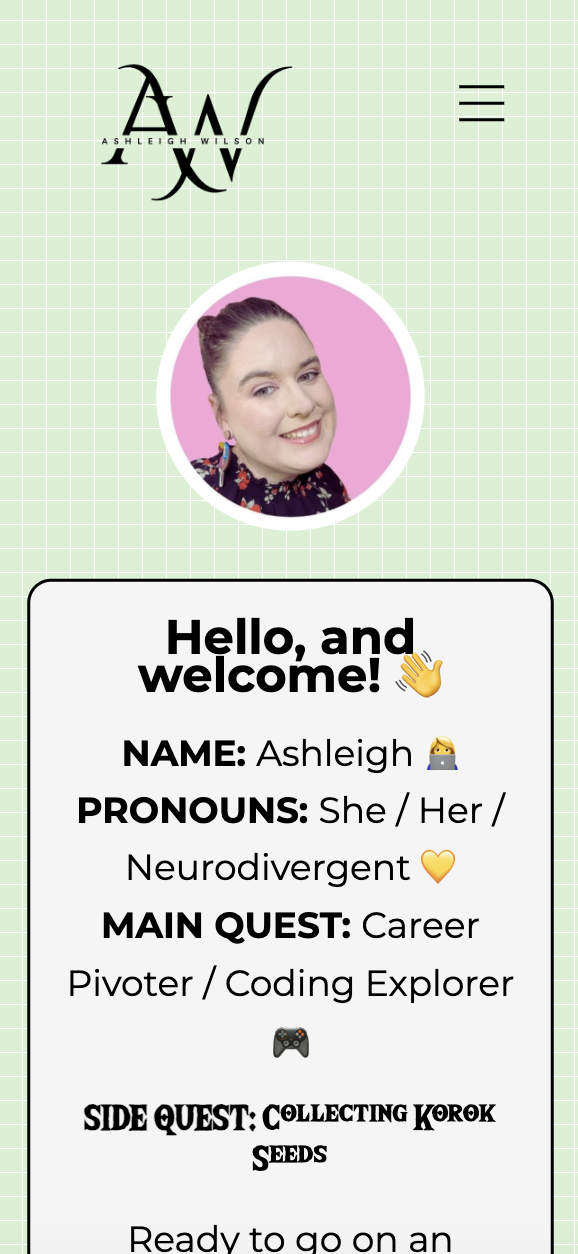 AW
ASHLEIGH WILSON
Hello, and
welcome! 👋
NAME: Ashleigh 👩‍💻
PRONOUNS: She / Her /
Neurodivergent 💛
MAIN QUEST: Career
Pivoter / Coding Explorer
🎮
SIDE QUEST: Collecting Korok
Seeds
Ready to go on an